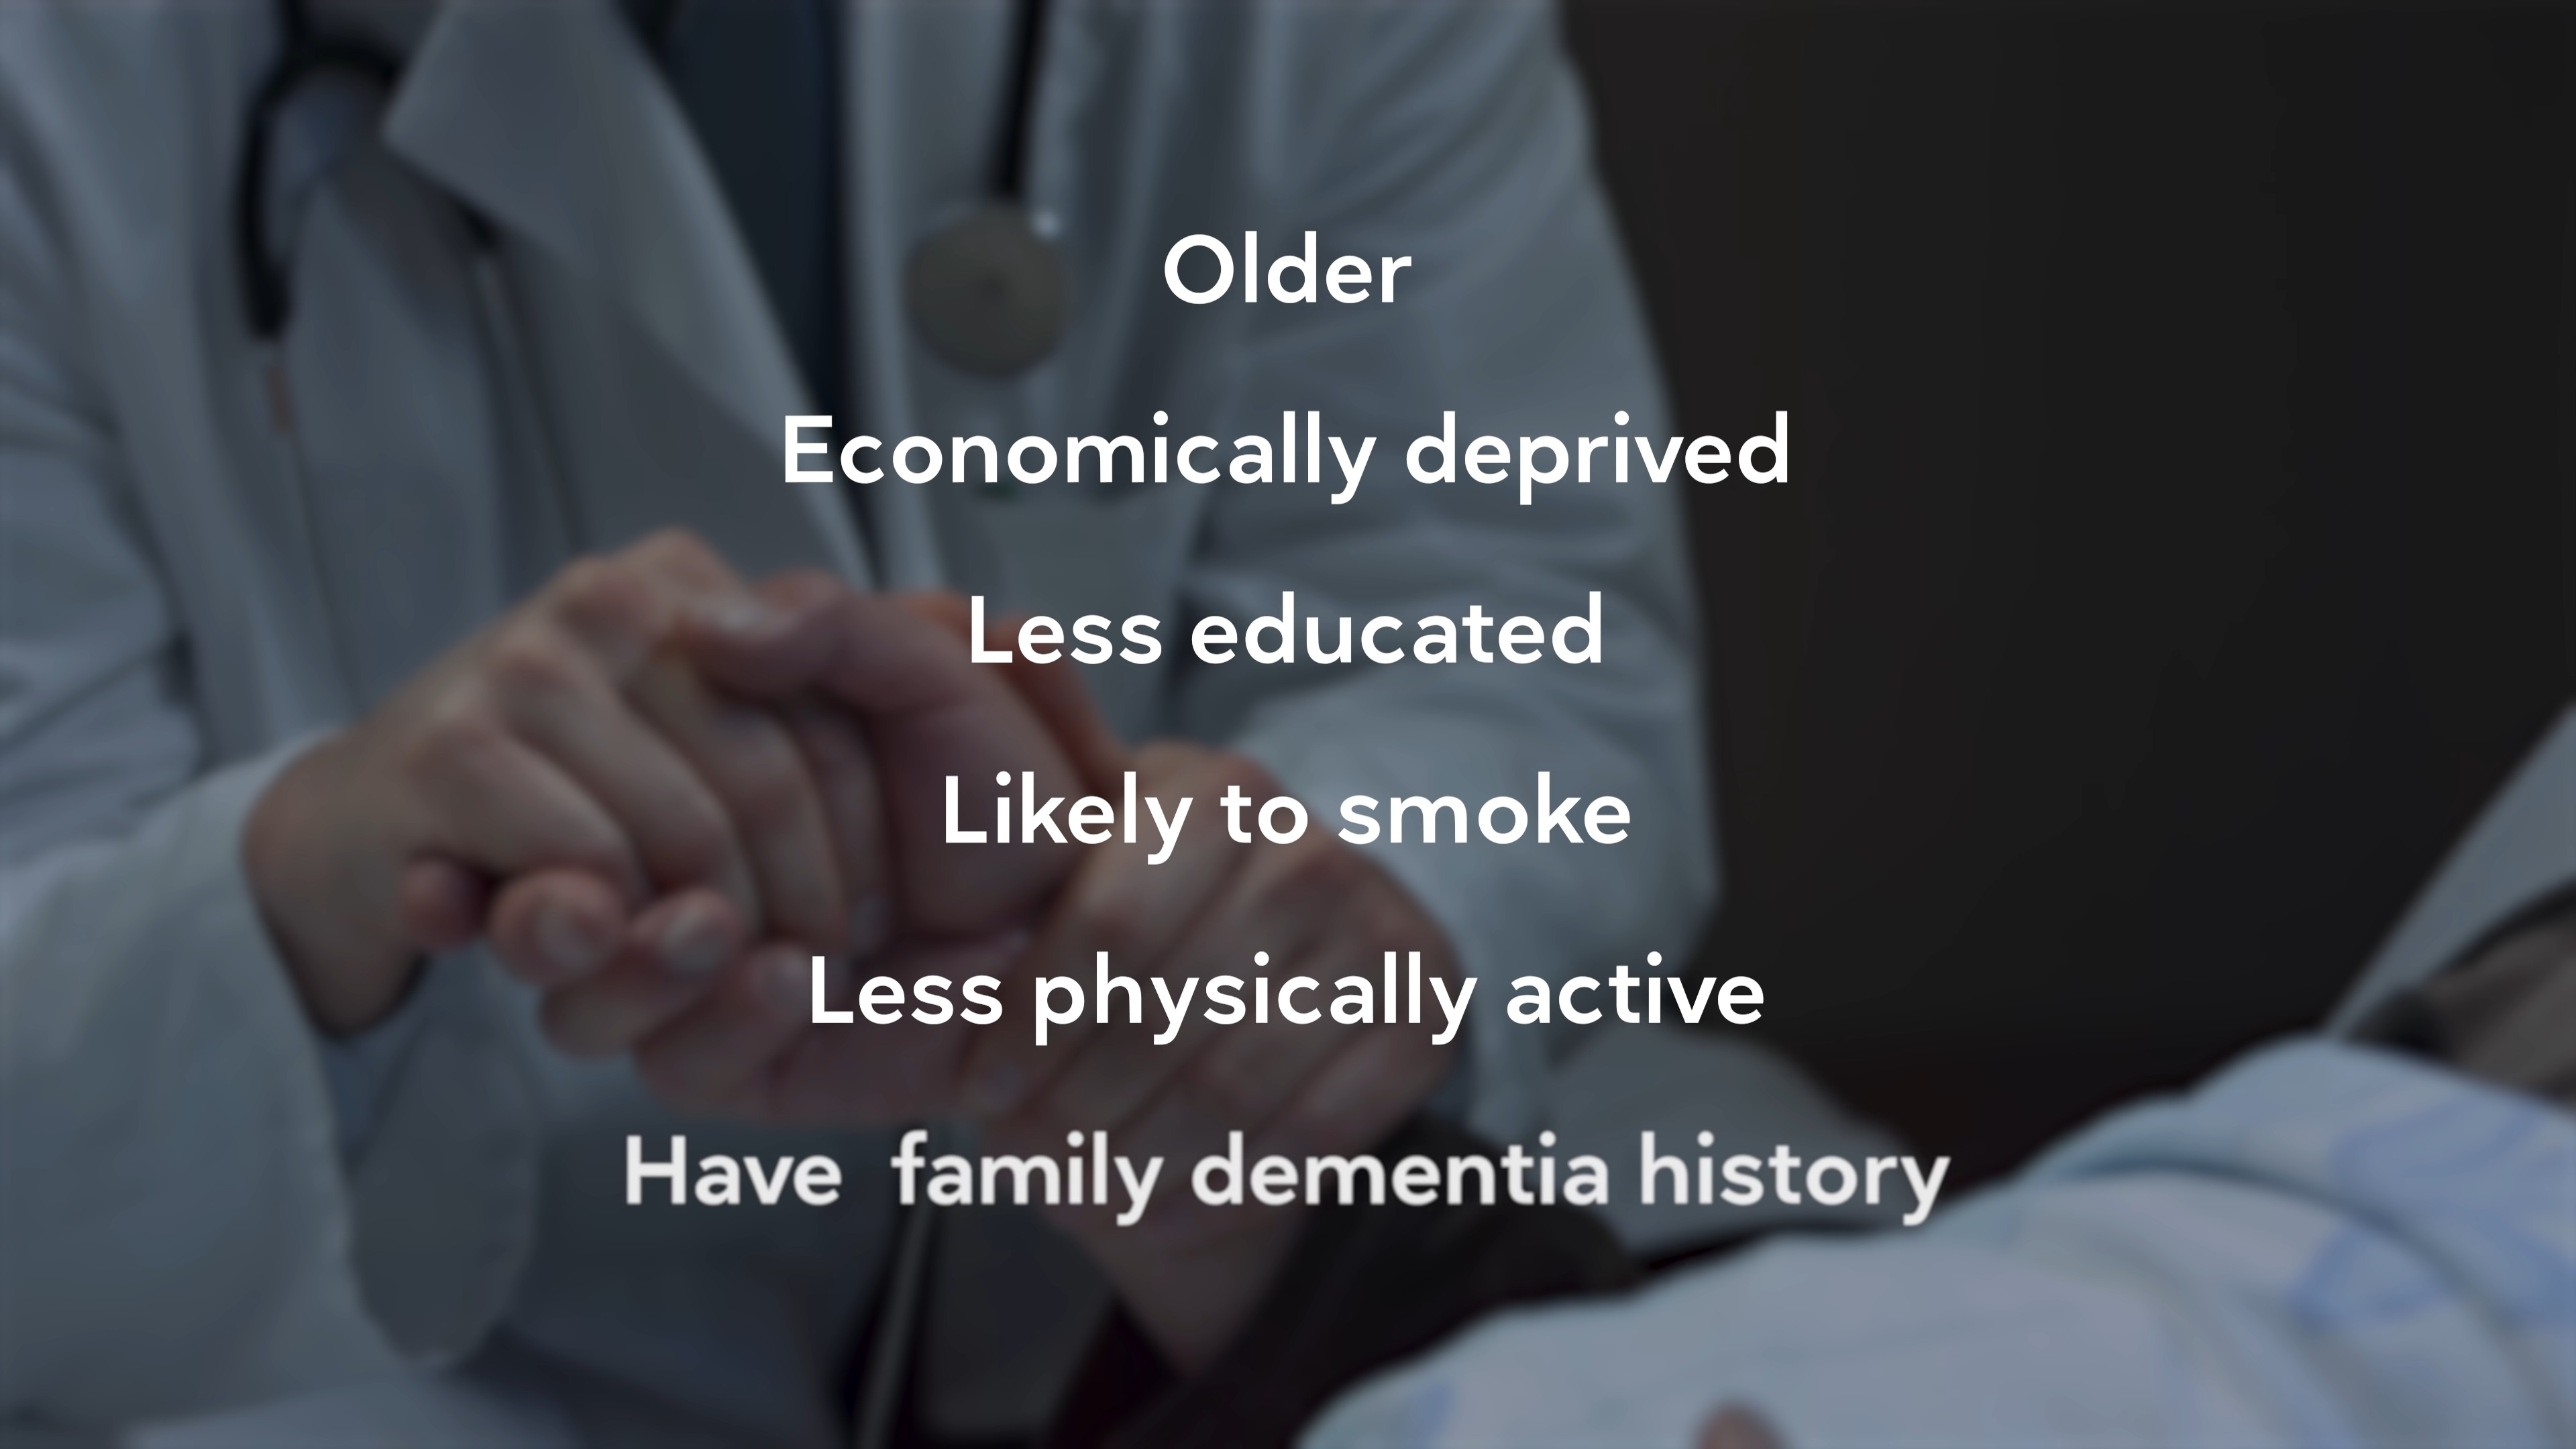 Older
Economically deprived
Less educated
Likely to smoke
Less physically active
Have  family dementia history